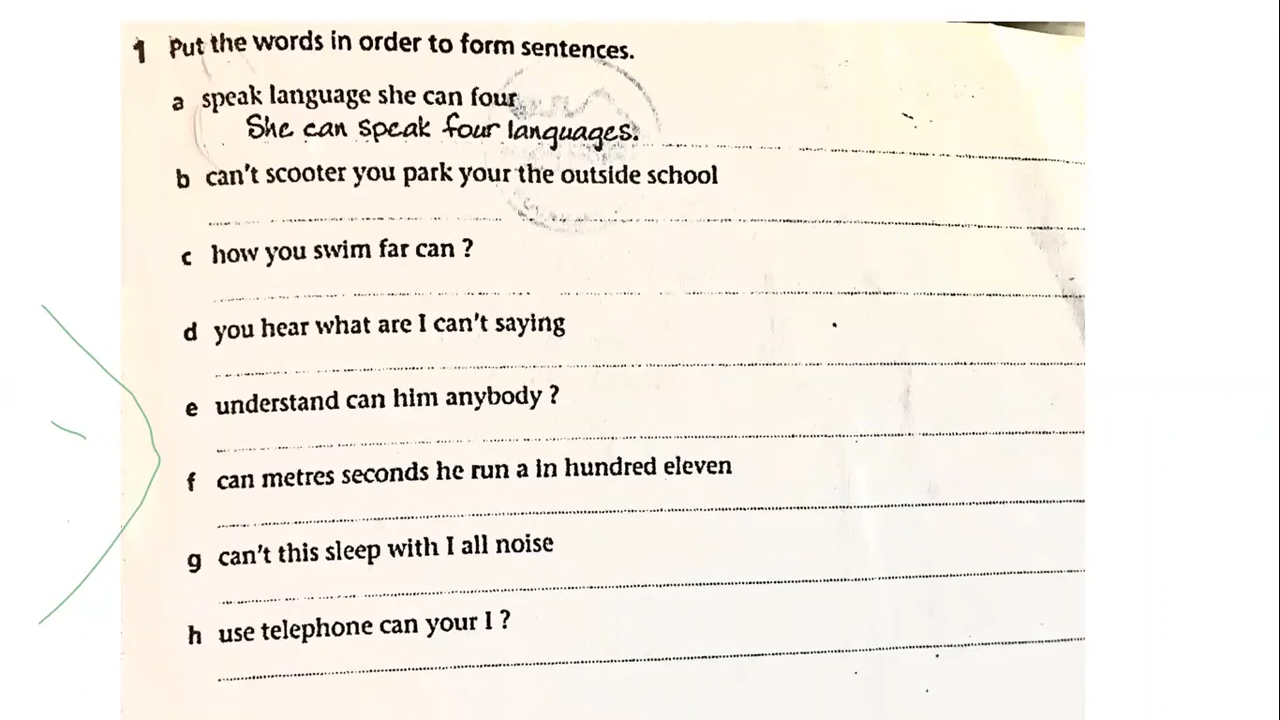 1 Put the words in order to form sentences.
a speak language she can four
She can speak four languages.
b can't scooter you park your the outside school
c how you swim far can ?
d you hear what are I can't saying
e understand can him anybody ?
f can metres seconds he run a in hundred eleven
g can't this sleep with I all noise
h use telephone can your I ?